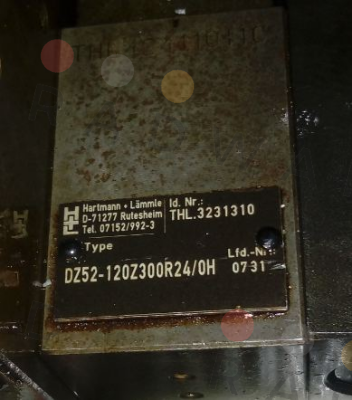 Hartmann + Lämmle
D-71277 Rutesheim
Tel. 07152/992-3
Id. Nr.:
THL.3231310
Type
DZ52-120Z300R24/0H
Lfd.-Nr.:
0731